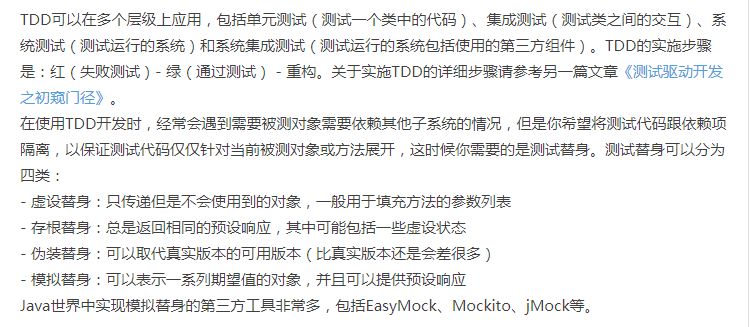 TDD可以在多个层级上应用，包括单元测试（测试一个类中的代码）、集成测试（测试类之间的交互）、系
统测试（测试运行的系统）和系统集成测试（测试运行的系统包括使用的第三方组件）。TDD的实施步骤
是：红（失败测试）- 绿（通过测试） - 重构。关于实施TDD的详细步骤请参考另一篇文章《测试驱动开发
之初窥门径》。
在使用TDD开发时，经常会遇到需要被测对象需要依赖其他子系统的情况，但是你希望将测试代码跟依赖项
隔离，以保证测试代码仅仅针对当前被测对象或方法展开，这时候你需要的是测试替身。测试替身可以分为
四类：
- 虚设替身：只传递但是不会使用到的对象，一般用于填充方法的参数列表
- 存根替身：总是返回相同的预设响应，其中可能包括一些虚设状态
- 伪装替身：可以取代真实版本的可用版本（比真实版本还是会差很多）
- 模拟替身：可以表示一系列期望值的对象，并且可以提供预设响应
Java世界中实现模拟替身的第三方工具非常多，包括EasyMock、Mockito、jMock等。